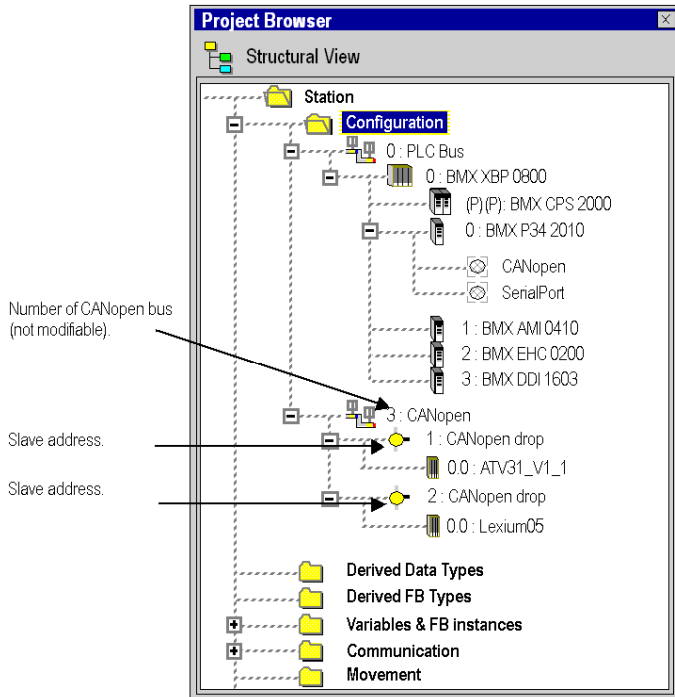 Project Browser
Structural View
Station
Configuration
0 : PLC Bus
0 : BMX XBP 0800
(P) (P): BMX CPS 2000
0 : BMX P34 2010
CANopen
SerialPort
1 : BMX AMI 0410
2 : BMX EHC 0200
3 : BMX DDI 1603
Number of CANopen bus
(not modifiable).
3 : CANopen
Slave address.
1 : CANopen drop
0.0 : ATV31_V1_1
Slave address.
2 : CANopen drop
0.0 : Lexium05
Derived Data Types
Derived FB Types
Variables & FB instances
Communication
Movement